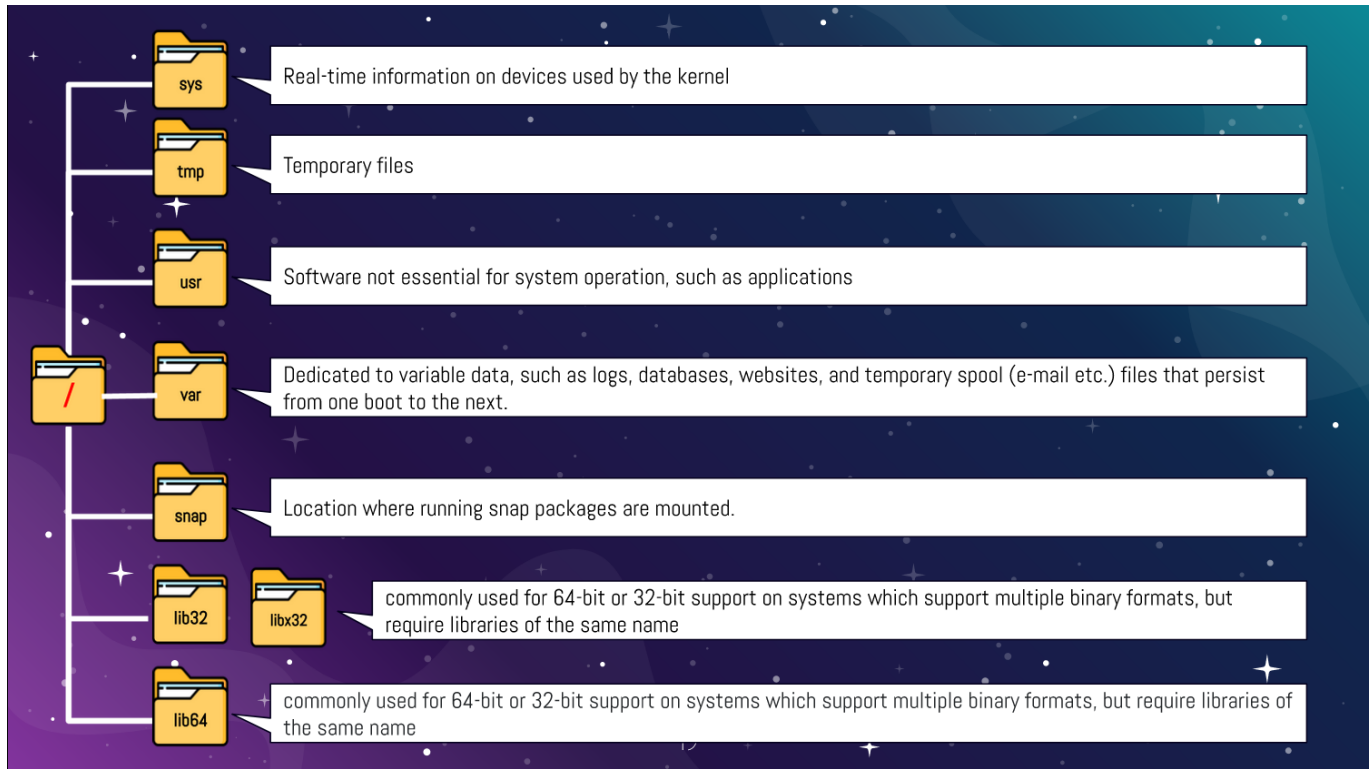 sys
Real-time information on devices used by the kernel
tmp
Temporary files
usr
Software not essential for system operation, such as applications
/
var
Dedicated to variable data, such as logs, databases, websites, and temporary spool (e-mail etc.) files that persist
from one boot to the next.
snap
Location where running snap packages are mounted.
lib32
libx32
commonly used for 64-bit or 32-bit support on systems which support multiple binary formats, but
require libraries of the same name
lib64
commonly used for 64-bit or 32-bit support on systems which support multiple binary formats, but require libraries of
the same name